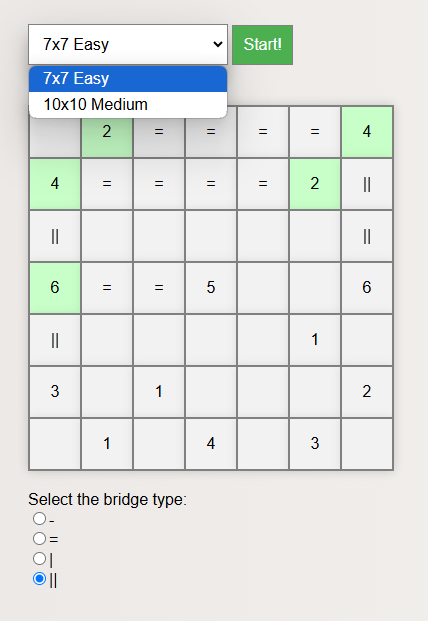 7x7 Easy Start!
7x7 Easy
10x10 Medium
2 = = = = 4
4 = = = = 2 ||
|| ||
6 = = 5 6
|| 1
3 1 2
1 4 3
Select the bridge type:
-
=
|
||